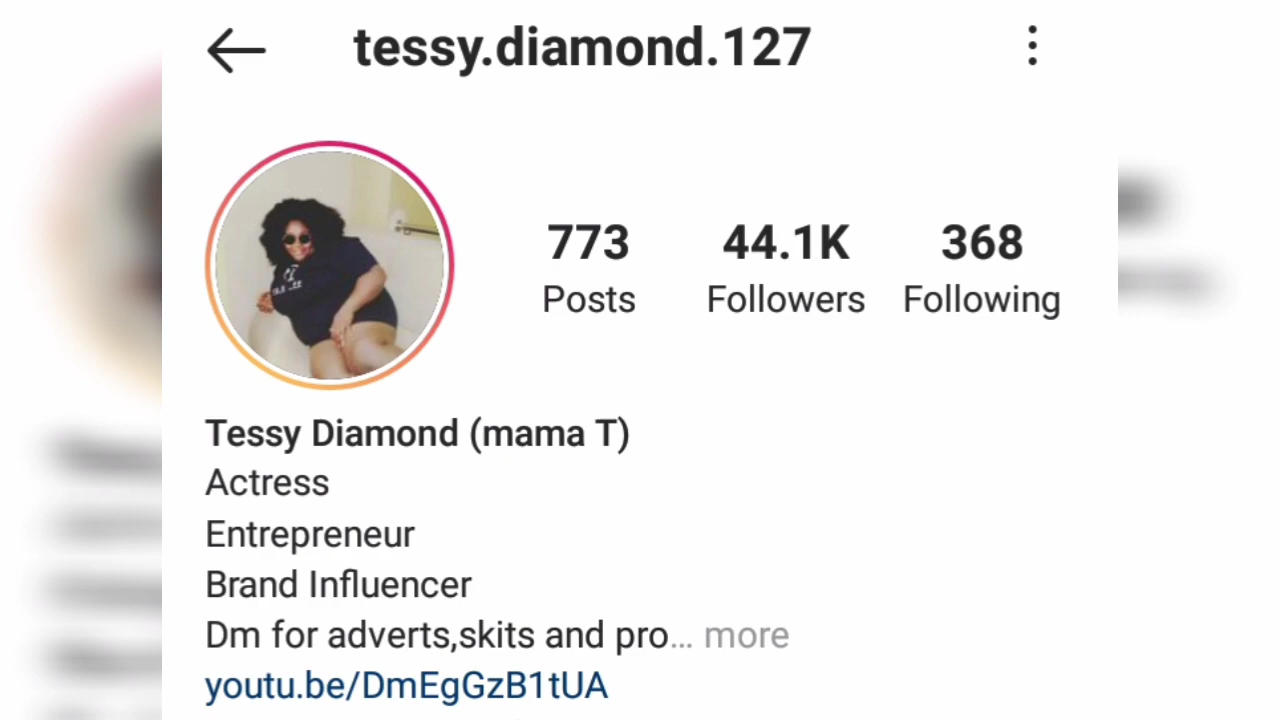 tessy.diamond.127
773 44.1K 368
Posts Followers Following
Tessy Diamond (mama T)
Actress
Entrepreneur
Brand Influencer
Dm for adverts,skits and pro... more
youtu.be/DmEgGzB1tUA